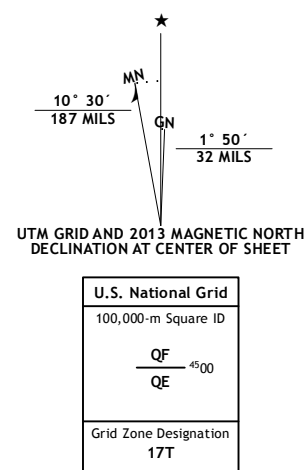 ★
MN
10° 30´
187 MILS
GN
1° 50´
32 MILS
UTM GRID AND 2013 MAGNETIC NORTH
DECLINATION AT CENTER OF SHEET
U.S. National Grid
100,000-m Square ID
QF
⁴⁵00
QE
Grid Zone Designation
17T